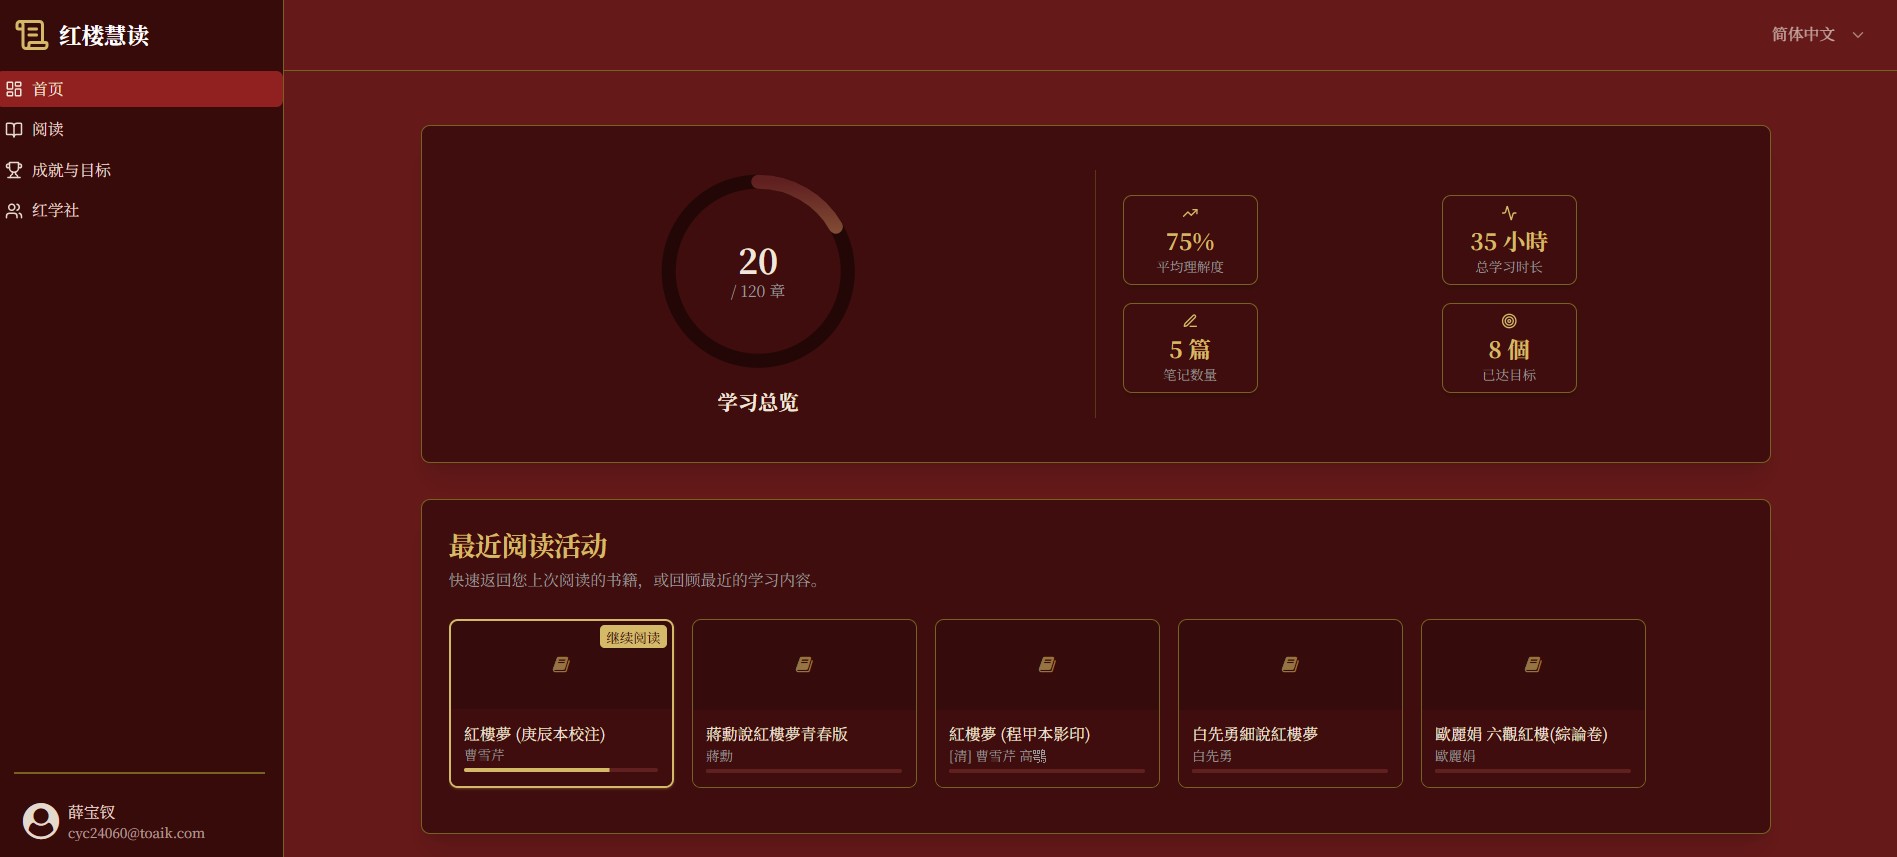 红楼慧读
首页
阅读
成就与目标
红学社
薛宝钗
cyc24060@toaik.com
简体中文
20
/ 120 章
学习总览
75%
平均理解度
35 小時
总学习时长
5 篇
笔记数量
8 個
已达目标
最近阅读活动
快速返回您上次阅读的书籍，或回顾最近的学习内容。
继续阅读
紅樓夢 (庚辰本校注)
曹雪芹
蔣勳說紅樓夢青春版
蔣勳
紅樓夢 (程甲本影印)
[清] 曹雪芹 高鶚
白先勇細說紅樓夢
白先勇
歐麗娟 六觀紅樓(綜論卷)
歐麗娟